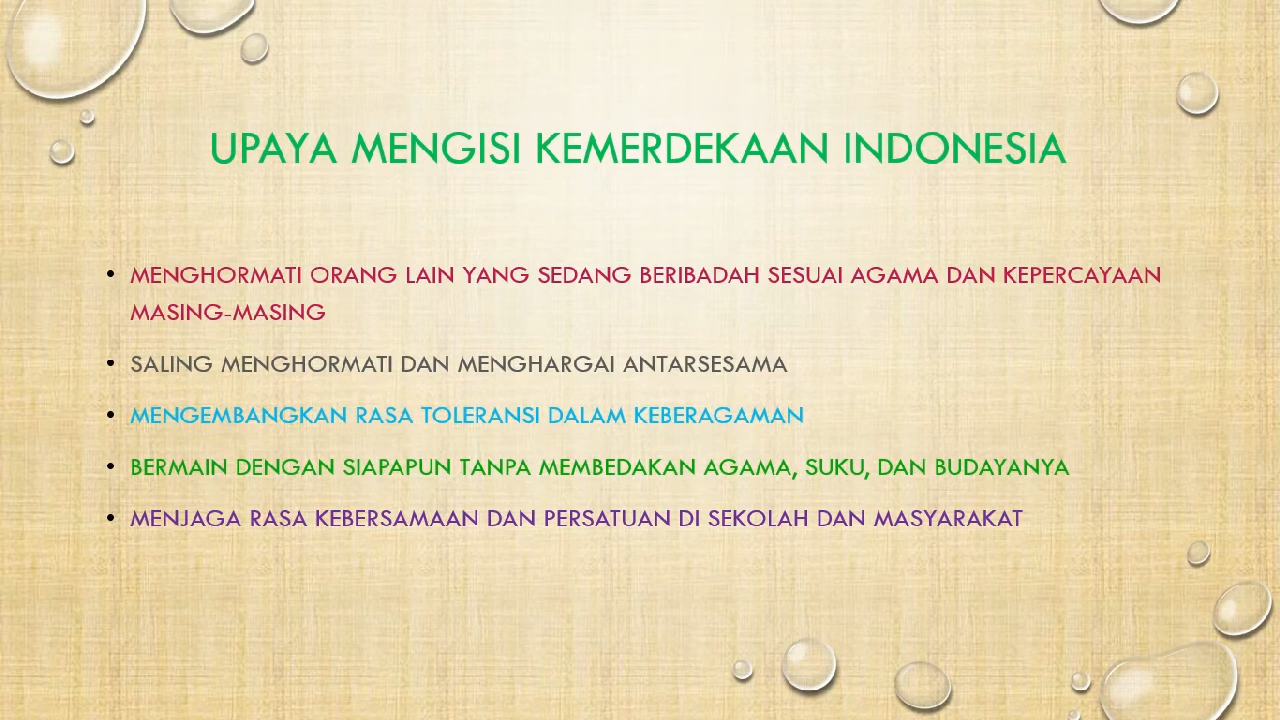 UPAYA MENGISI KEMERDEKAAN INDONESIA
• MENGHORMATI ORANG LAIN YANG SEDANG BERIBADAH SESUAI AGAMA DAN KEPERCAYAAN
MASING-MASING
• SALING MENGHORMATI DAN MENGHARGAI ANTARSESAMA
• MENGEMBANGKAN RASA TOLERANSI DALAM KEBERAGAMAN
• BERMAIN DENGAN SIAPAPUN TANPA MEMBEDAKAN AGAMA, SUKU, DAN BUDAYANYA
• MENJAGA RASA KEBERSAMAAN DAN PERSATUAN DI SEKOLAH DAN MASYARAKAT